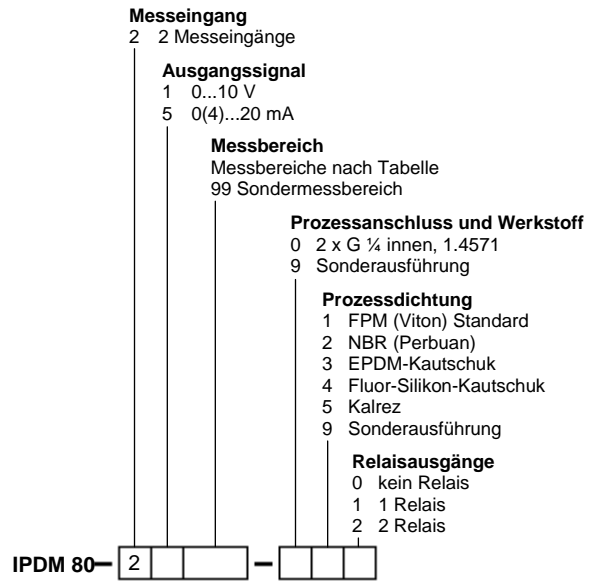 Messeingang
2 2 Messeingänge
Ausgangssignal
1 0...10 V
5 0(4)...20 mA
Messbereich
Messbereiche nach Tabelle
99 Sondermessbereich
Prozessanschluss und Werkstoff
0 2 x G ¼ innen, 1.4571
9 Sonderausführung
Prozessdichtung
1 FPM (Viton) Standard
2 NBR (Perbuan)
3 EPDM-Kautschuk
4 Fluor-Silikon-Kautschuk
5 Kalrez
9 Sonderausführung
Relaisausgänge
0 kein Relais
1 1 Relais
2 2 Relais
IPDM 80 – 2 –